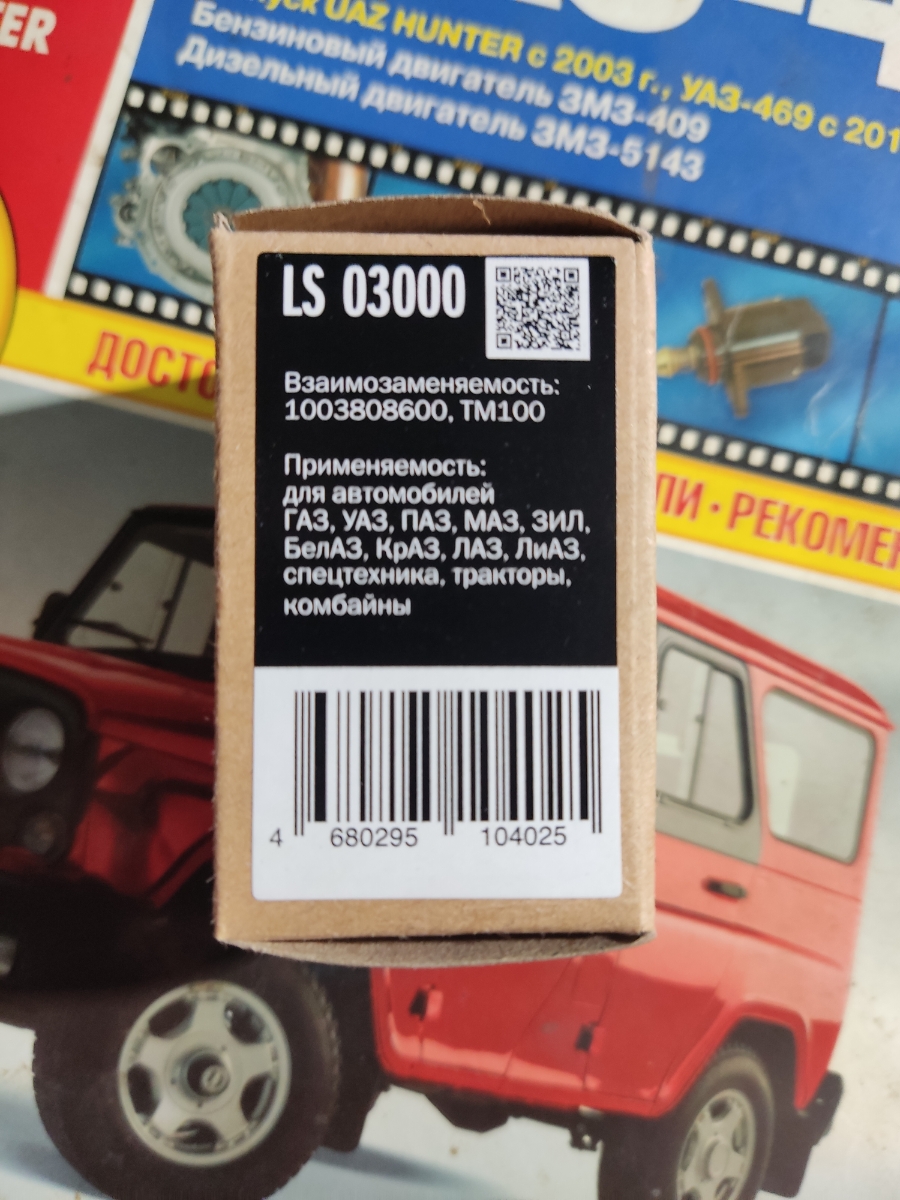 ER
UAZ HUNTER с 2003 г., УАЗ-469 с 201
Бензиновый двигатель ЗМЗ-409
Дизельный двигатель ЗМЗ-5143
LS 03000
Взаимозаменяемость:
1003808600, ТМ100
Применяемость:
для автомобилей
ГАЗ, УАЗ, ПАЗ, МАЗ, ЗИЛ,
БелАЗ, КрАЗ, ЛАЗ, ЛиАЗ,
спецтехника, тракторы,
комбайны
4 680295 104025
ДОСТО
ЛИ • РЕКОМЕН